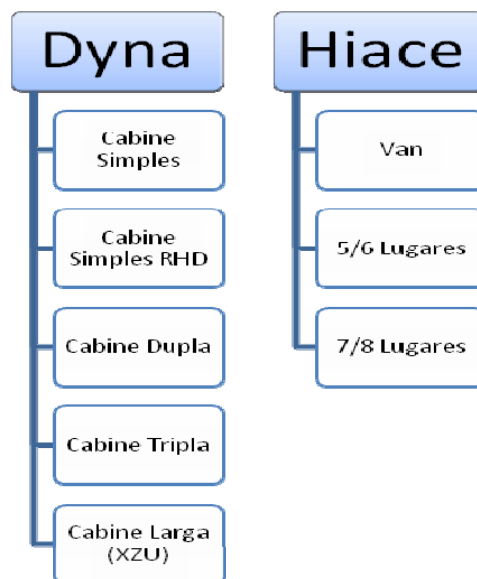 Dyna
Cabine
Simples
Cabine
Simples RHD
Cabine Dupla
Cabine Tripla
Cabine Larga
(XZU)
Hiace
Van
5/6 Lugares
7/8 Lugares